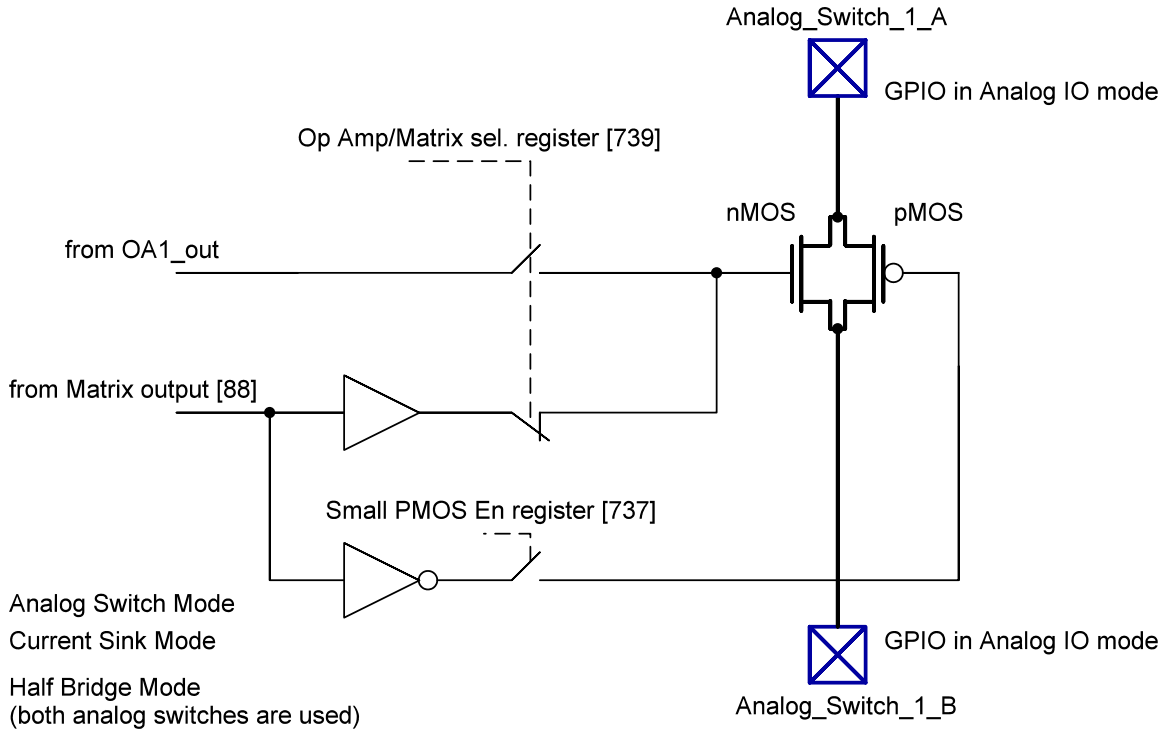 Analog_Switch_1_A
GPIO in Analog IO mode
Op Amp/Matrix sel. register [739]
nMOS
pMOS
from OA1_out
from Matrix output [88]
Small PMOS En register [737]
Analog Switch Mode
Current Sink Mode
GPIO in Analog IO mode
Half Bridge Mode
(both analog switches are used)
Analog_Switch_1_B